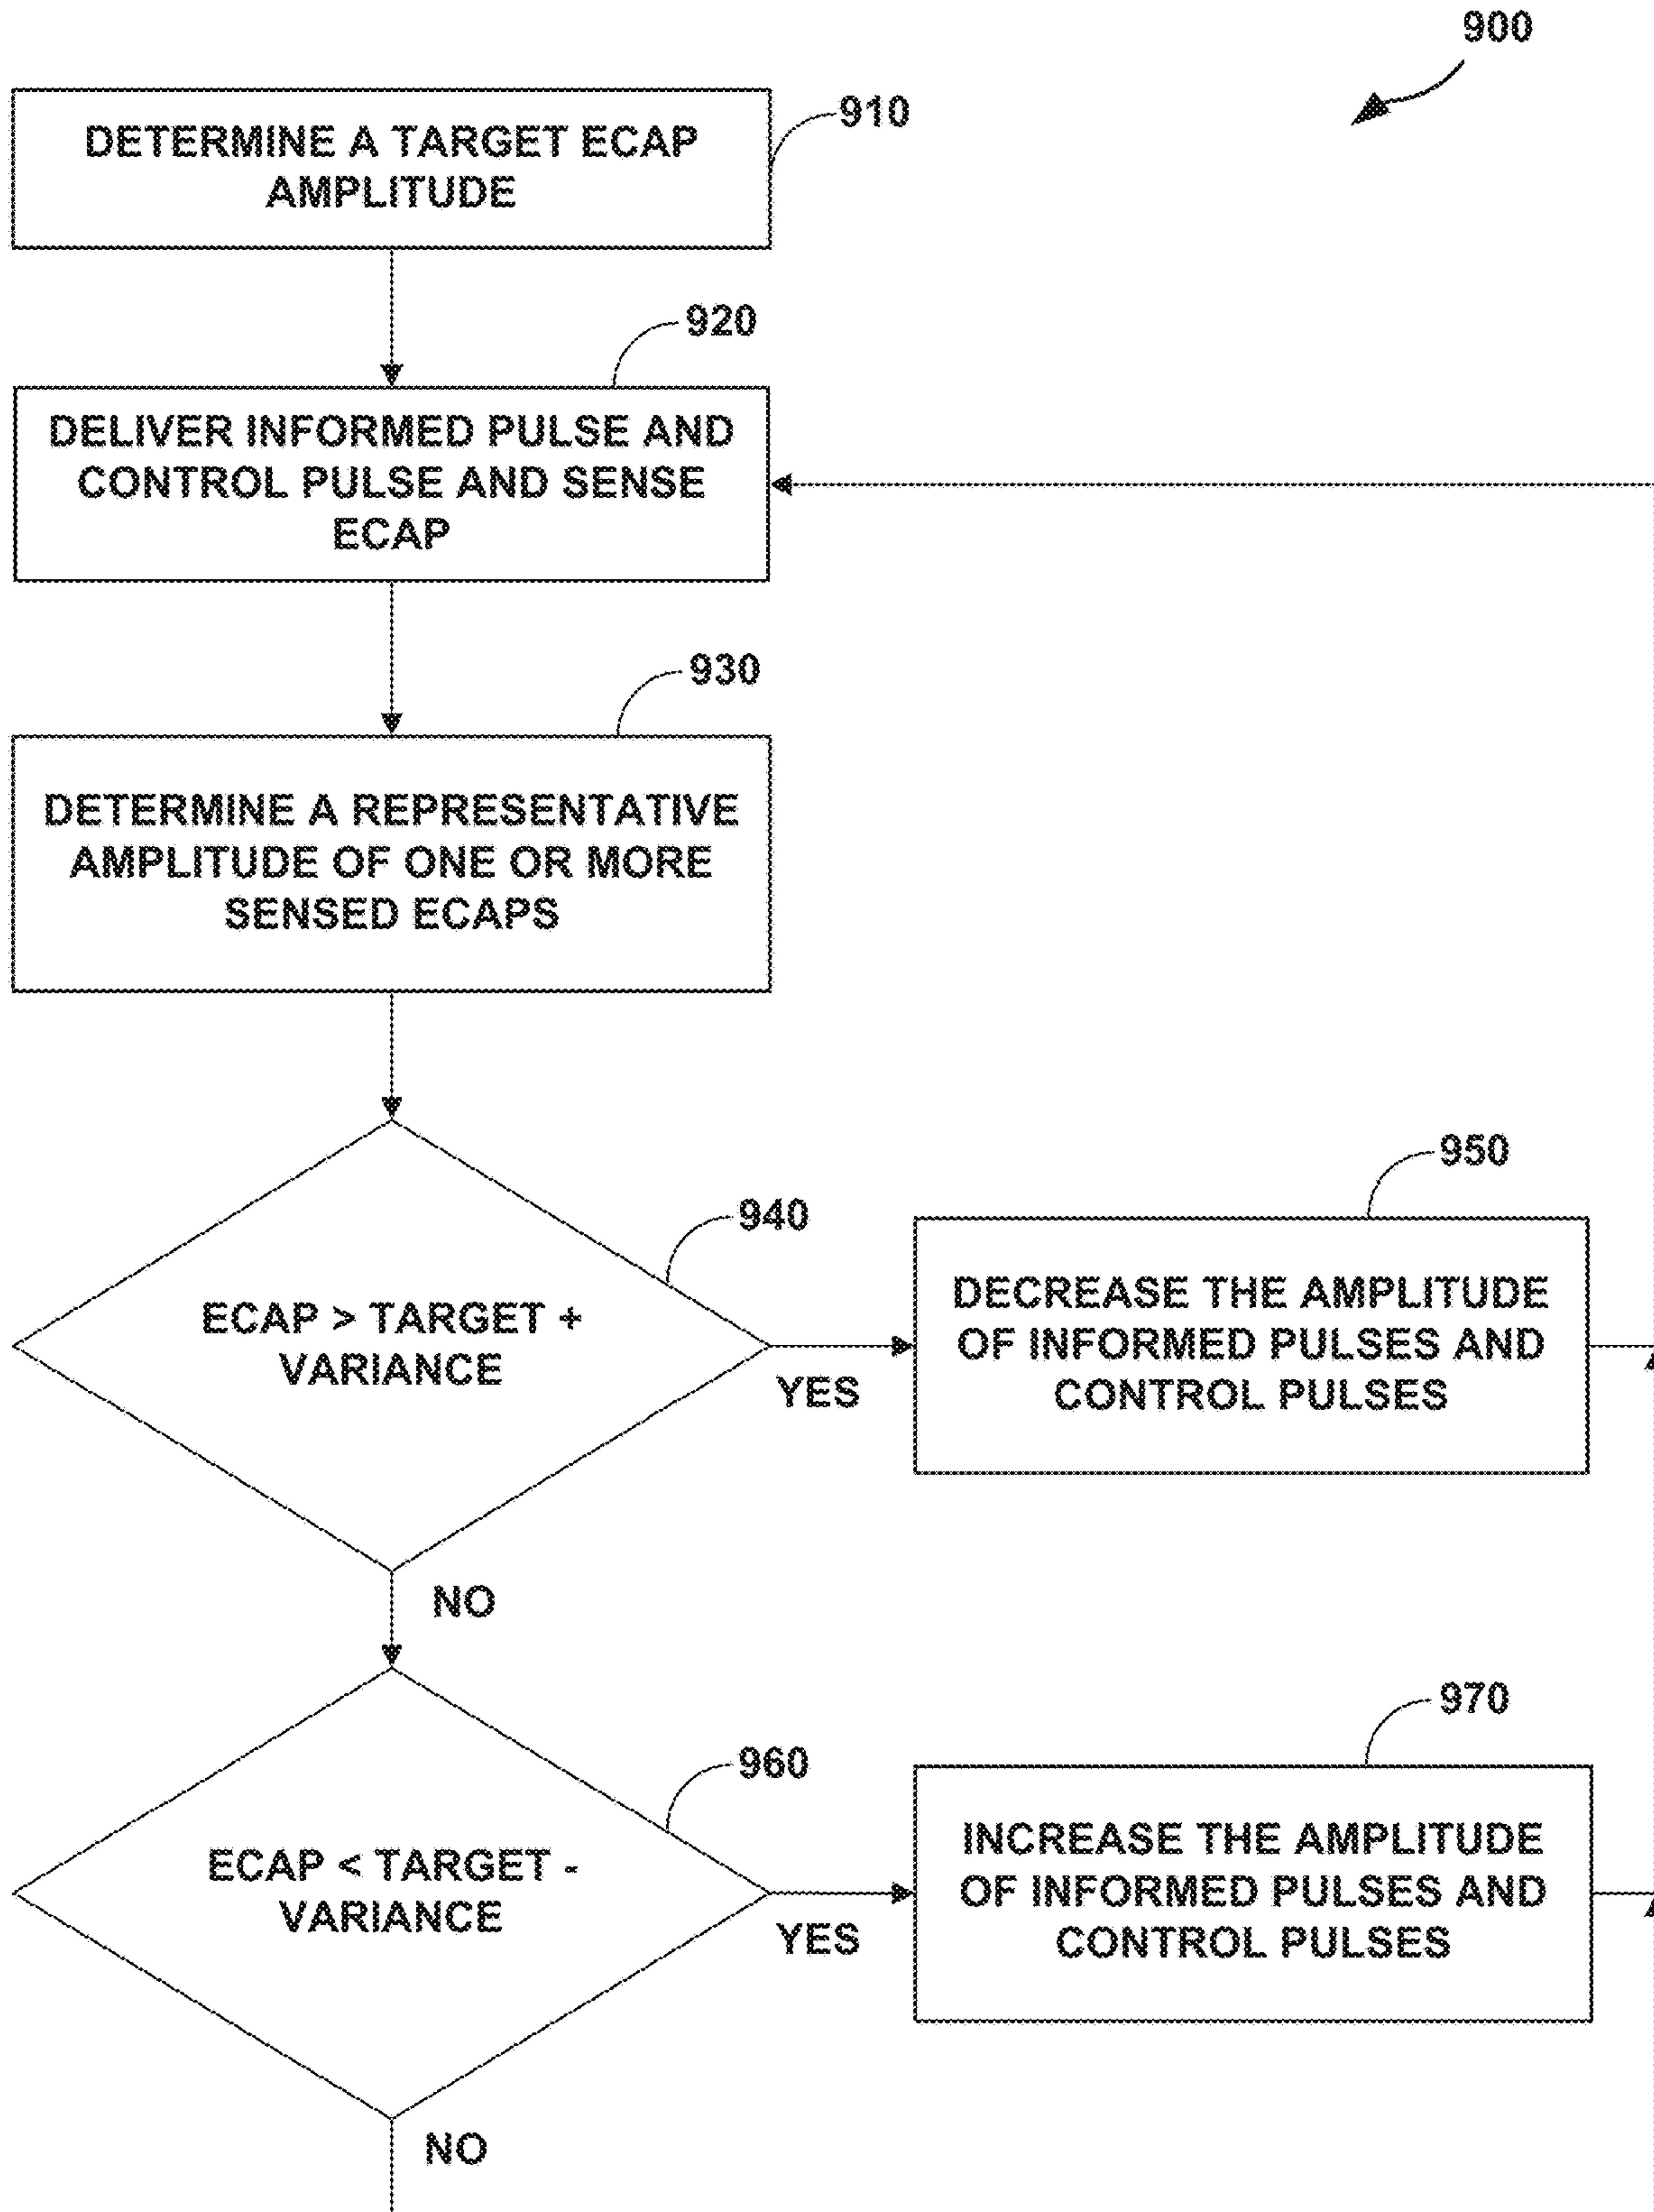 900
DETERMINE A TARGET ECAP
AMPLITUDE
910
920
DELIVER INFORMED PULSE AND
CONTROL PULSE AND SENSE
ECAP
930
DETERMINE A REPRESENTATIVE
AMPLITUDE OF ONE OR MORE
SENSED ECAPS
940
ECAP > TARGET +
VARIANCE
YES
950
DECREASE THE AMPLITUDE
OF INFORMED PULSES AND
CONTROL PULSES
NO
960
ECAP < TARGET -
VARIANCE
YES
970
INCREASE THE AMPLITUDE
OF INFORMED PULSES AND
CONTROL PULSES
NO